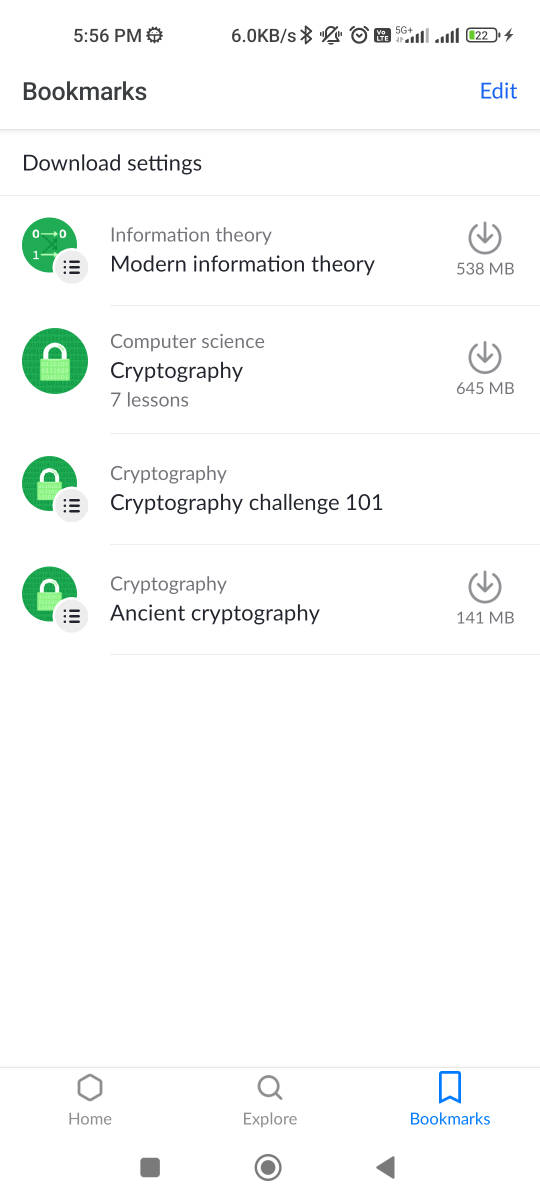 5:56 PM 6.0KB/s Vo LTE 5G+ 22
Bookmarks Edit
Download settings
0 0
1
Information theory
Modern information theory
538 MB
Computer science
Cryptography
7 lessons
645 MB
Cryptography
Cryptography challenge 101
Cryptography
Ancient cryptography
141 MB
Home Explore Bookmarks